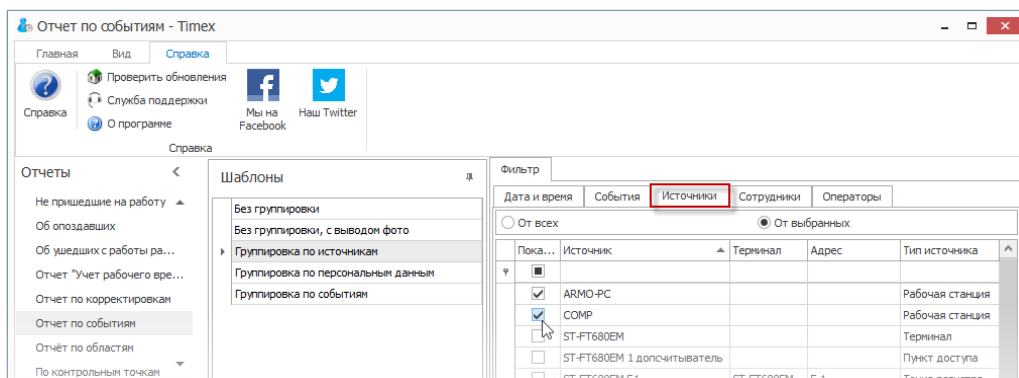 Отчет по событиям - Timex
Главная Вид Справка
Справка
Проверить обновления
Служба поддержки
О программе
Мы на Facebook
Наш Twitter
Справка
Отчеты
Не пришедшие на работу
Об опоздавших
Об ушедших с работы ра...
Отчет "Учет рабочего вре...
Отчет по корректировкам
Отчет по событиям
Отчёт по областям
По контрольным точкам
Шаблоны
Без группировки
Без группировки, с выводом фото
Группировка по источникам
Группировка по персональным данным
Группировка по событиям
Фильтр
Дата и время События Источники Сотрудники Операторы
От всех От выбранных
Пока... Источник Терминал Адрес Тип источника
ARMO-PC Рабочая станция
COMP Рабочая станция
ST-FT680EM Терминал
ST-FT680EM 1 допсчитыватель Пункт доступа